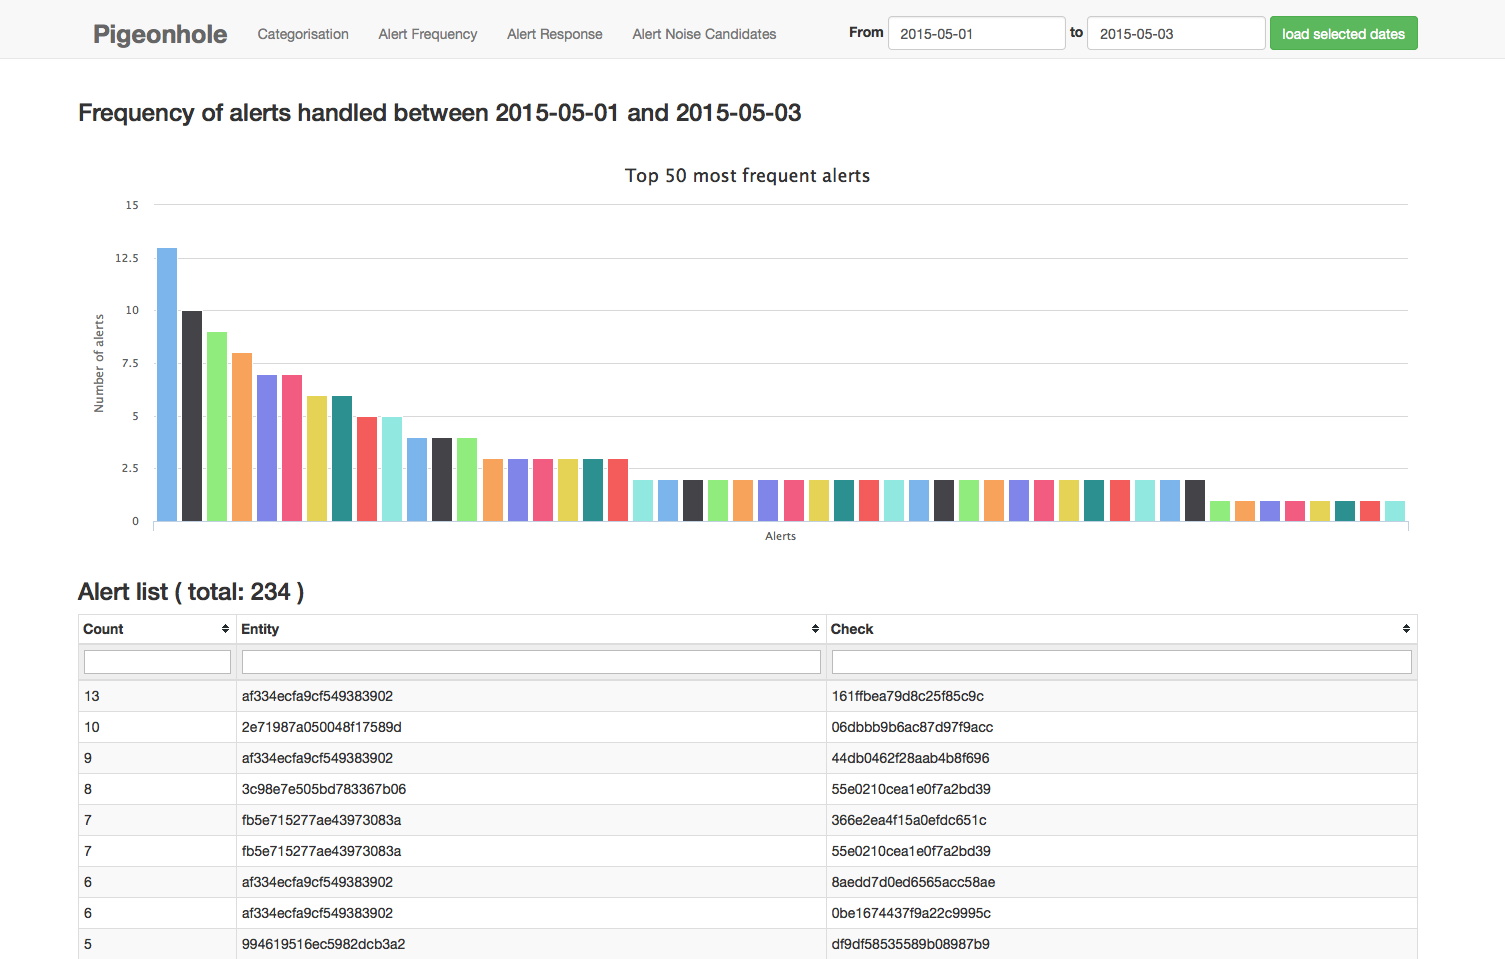 Pigeonhole Categorisation Alert Frequency Alert Response Alert Noise Candidates From 2015-05-01 to 2015-05-03 load selected dates
Frequency of alerts handled between 2015-05-01 and 2015-05-03
Top 50 most frequent alerts
15
12.5
10
7.5
5
2.5
0
Number of alerts
Alerts
Alert list ( total: 234 )
Count Entity Check
13 af334ecfa9cf549383902 161ffbea79d8c25f85c9c
10 2e71987a050048f17589d 06dbbb9b6ac87d97f9acc
9 af334ecfa9cf549383902 44db0462f28aab4b8f696
8 3c98e7e505bd783367b06 55e0210cea1e0f7a2bd39
7 fb5e715277ae43973083a 366e2ea4f15a0efdc651c
7 fb5e715277ae43973083a 55e0210cea1e0f7a2bd39
6 af334ecfa9cf549383902 8aedd7d0ed6565acc58ae
6 af334ecfa9cf549383902 0be1674437f9a22c9995c
5 994619516ec5982dcb3a2 df9df58535589b08987b9